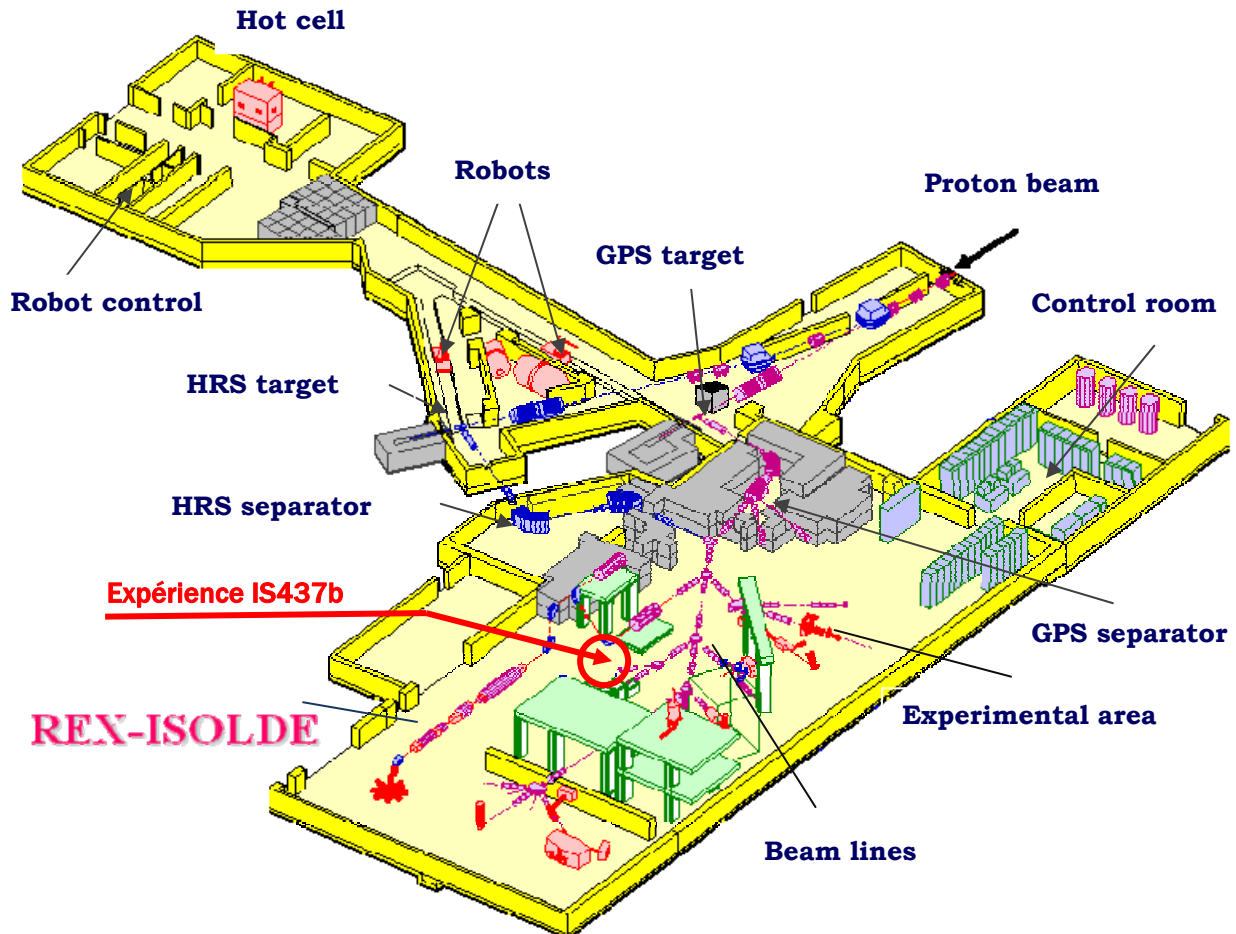 Hot cell
Robots
Proton beam
GPS target
Robot control
Control room
HRS target
HRS separator
Expérience IS437b
GPS separator
REX-ISOLDE
Experimental area
Beam lines